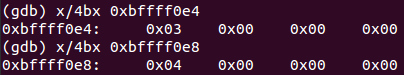 (gdb) x/4bx 0xbffff0e4
0xbffff0e4: 0x03 0x00 0x00 0x00
(gdb) x/4bx 0xbffff0e8
0xbffff0e8: 0x04 0x00 0x00 0x00